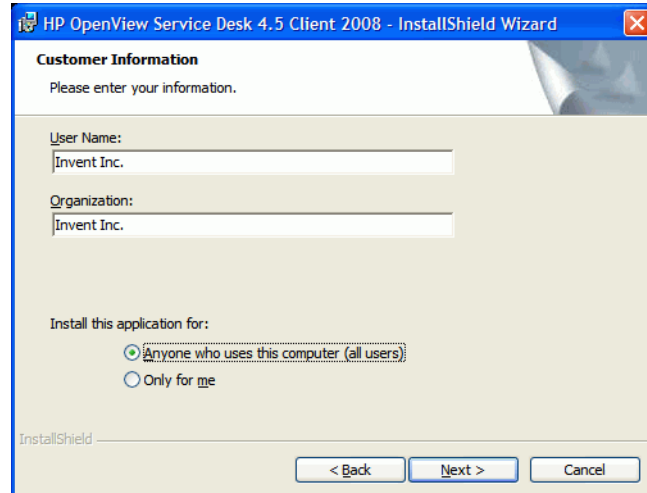 HP OpenView Service Desk 4.5 Client 2008 - InstallShield Wizard
Customer Information
Please enter your information.
User Name:
Invent Inc.
Organization:
Invent Inc.
Install this application for:
Anyone who uses this computer (all users)
Only for me
InstallShield
< Back Next > Cancel